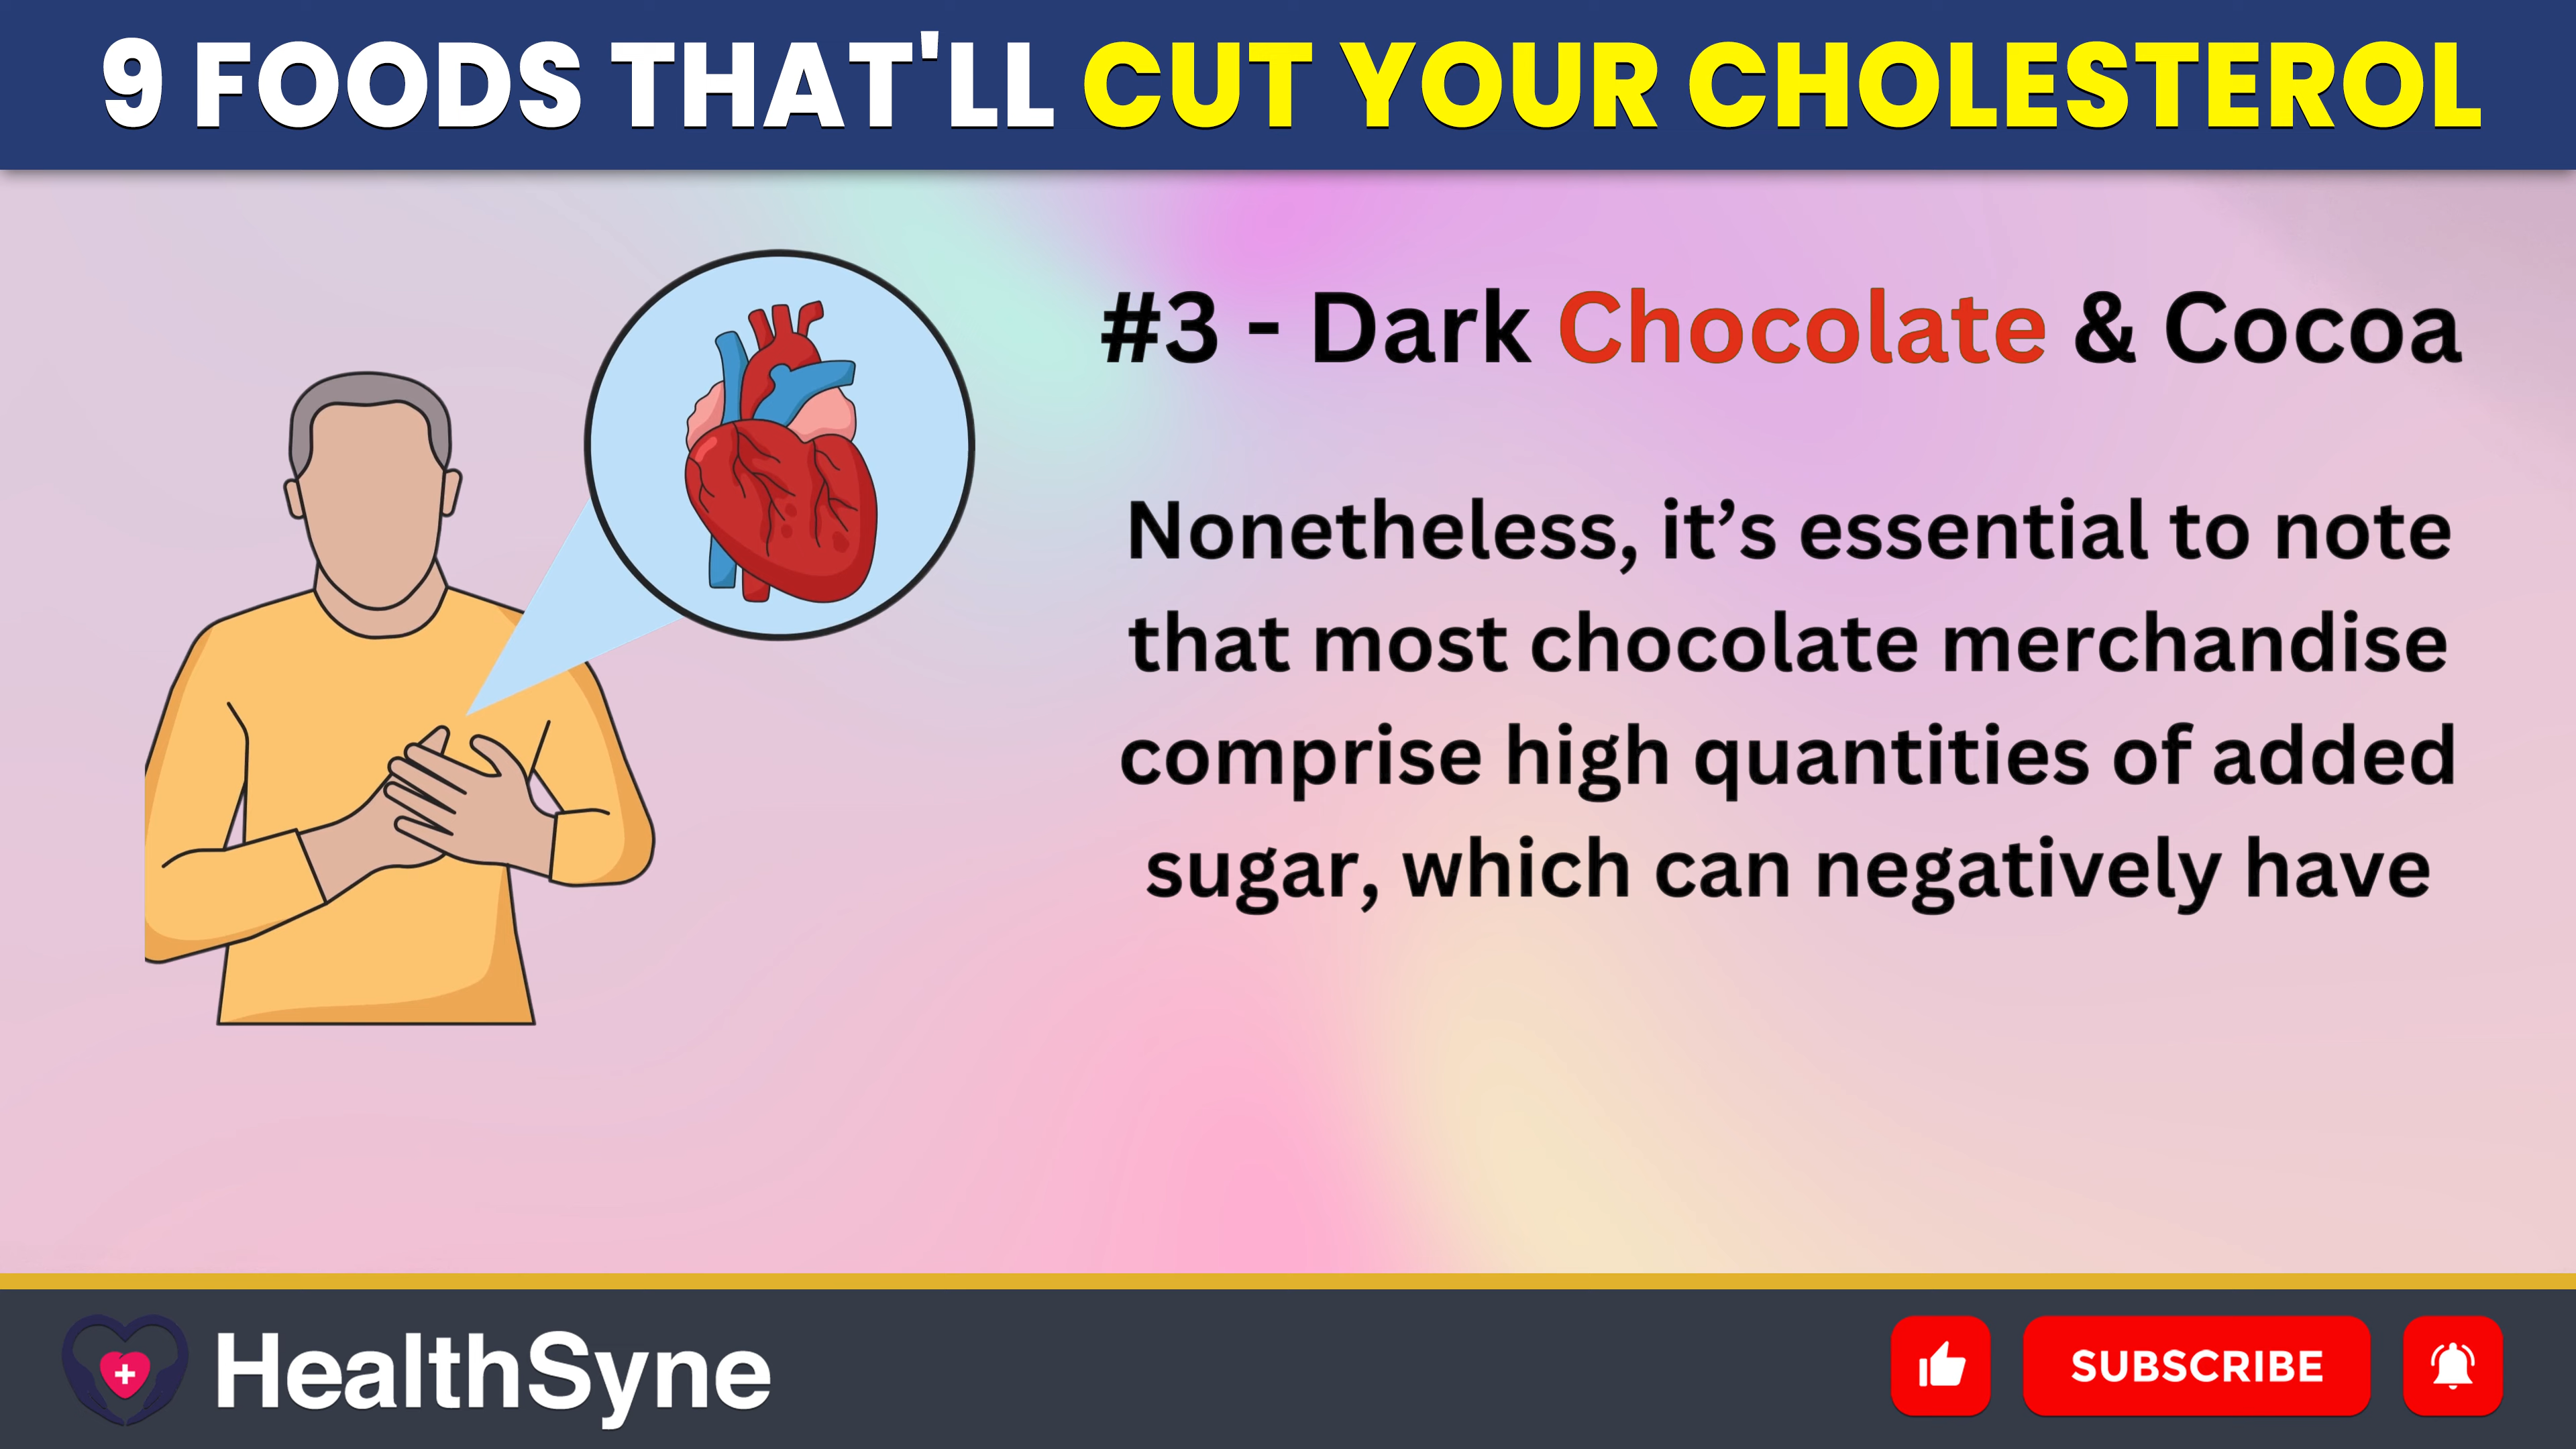 9 FOODS THAT'LL CUT YOUR CHOLESTEROL
#3 - Dark Chocolate & Cocoa
Nonetheless, it’s essential to note
that most chocolate merchandise
comprise high quantities of added
sugar, which can negatively have
HealthSyne
SUBSCRIBE